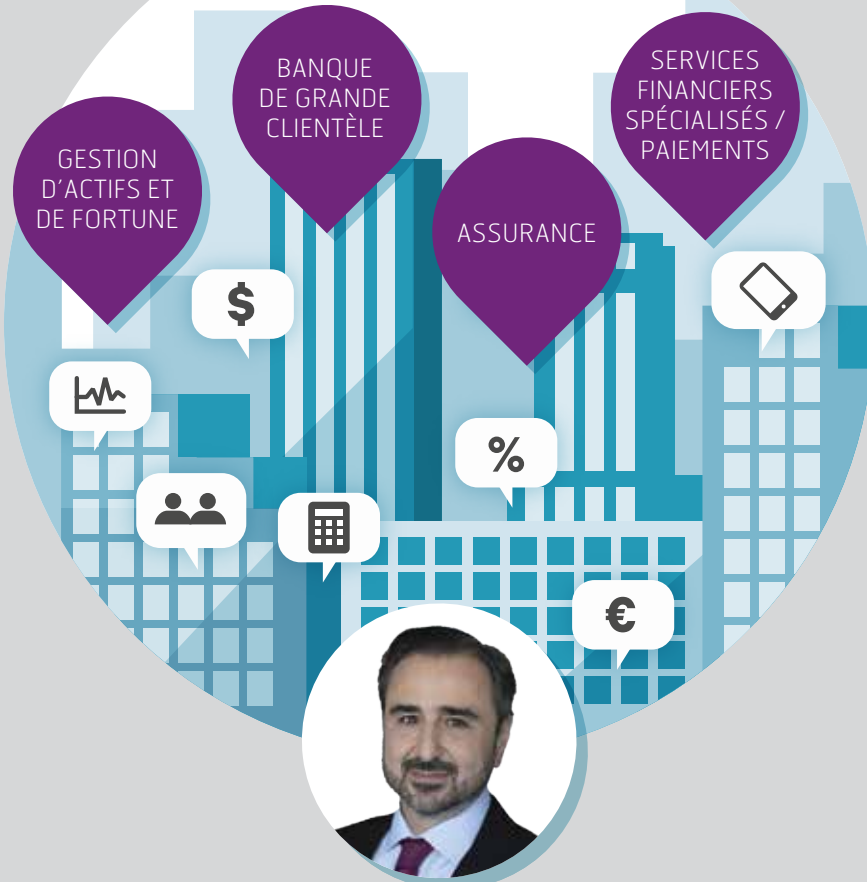 GESTION
D'ACTIFS ET
DE FORTUNE
BANQUE
DE GRANDE
CLIENTÈLE
ASSURANCE
SERVICES
FINANCIERS
SPÉCIALISÉS /
PAIEMENTS
$
%
€